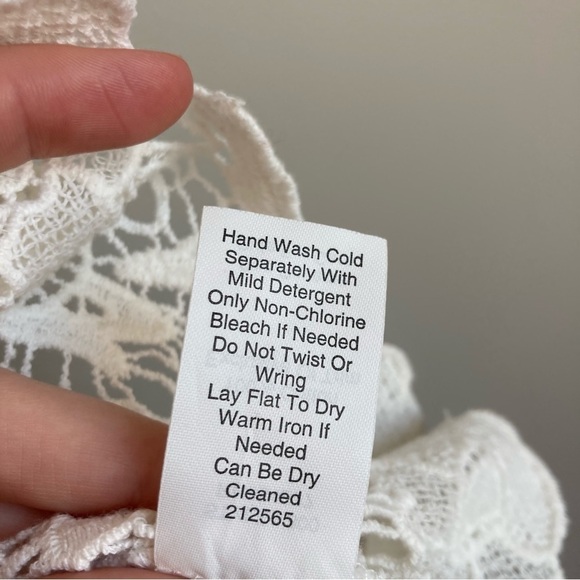 Hand Wash Cold
Separately With
Mild Detergent
Only Non-Chlorine
Bleach If Needed
Do Not Twist Or
Wring
Lay Flat To Dry
Warm Iron If
Needed
Can Be Dry
Cleaned
212565